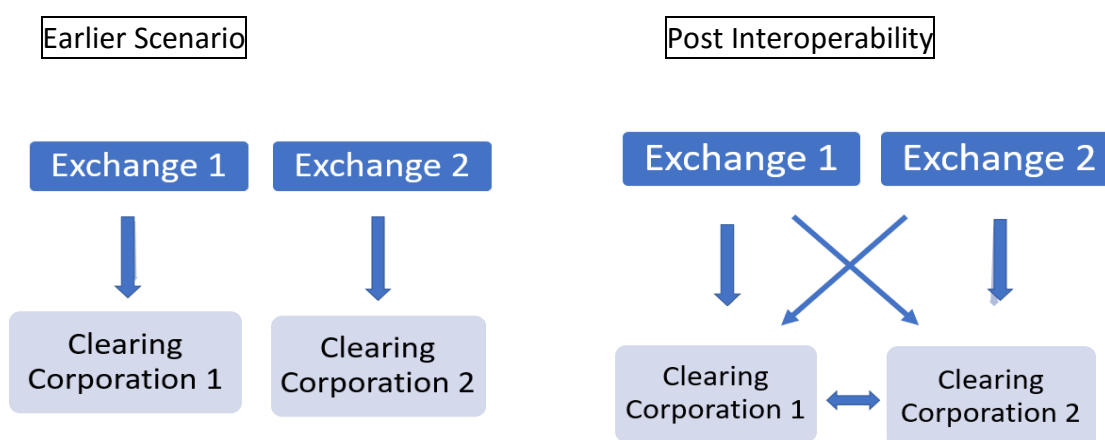 Earlier Scenario
Post Interoperability
Exchange 1
Exchange 2
Exchange 1
Exchange 2
Clearing
Corporation 1
Clearing
Corporation 2
Clearing
Corporation 1
Clearing
Corporation 2